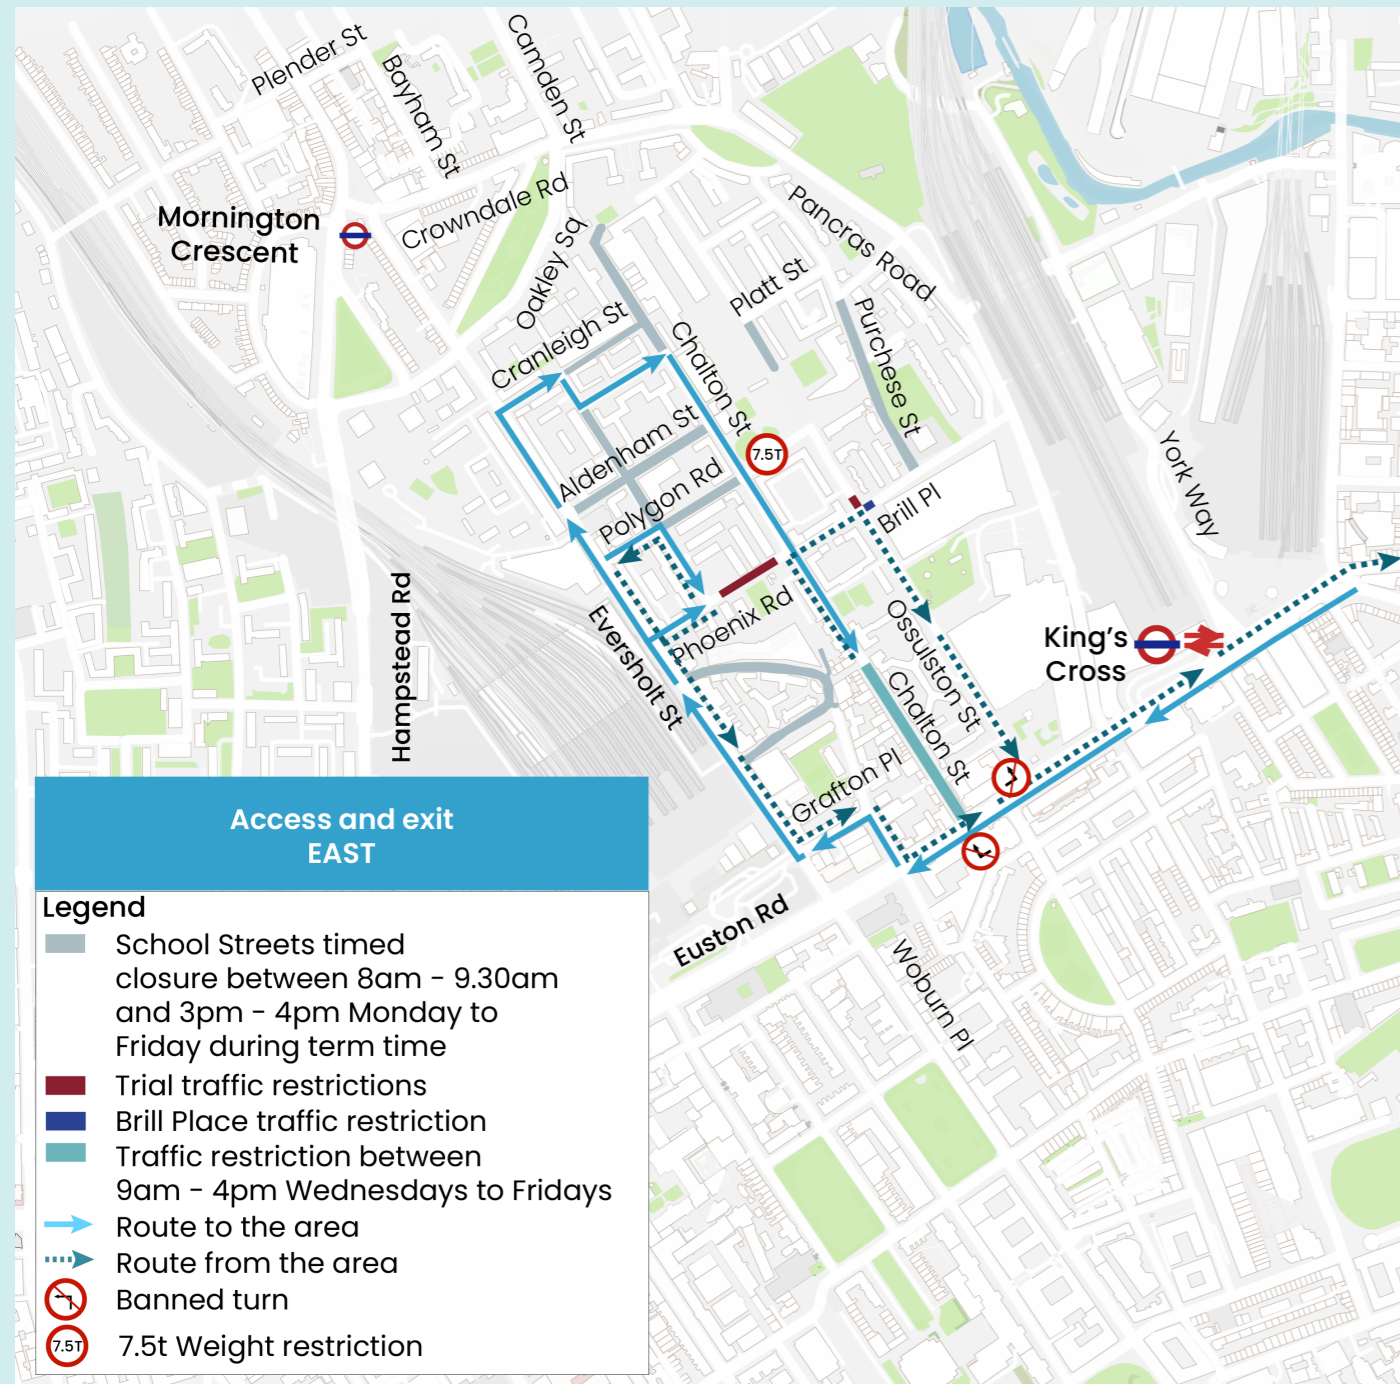 Plender St
Bayham St
Camden St
Crowndale Rd
Mornington
Crescent
Oakley Sq
Pancras Road
Platt St
Purchese St
Cranleigh St
Chalton St
Aldenham St
7.5T
Polygon Rd
Brill Pl
York Way
Hampstead Rd
Phoenix Rd
Eversholt St
Ossulston St
King's
Cross
Chalton St
Grafton Pl
Euston Rd
Woburn Pl
Access and exit
EAST
Legend
School Streets timed
closure between 8am - 9.30am
and 3pm - 4pm Monday to
Friday during term time
Trial traffic restrictions
Brill Place traffic restriction
Traffic restriction between
9am - 4pm Wednesdays to Fridays
Route to the area
Route from the area
Banned turn
7.5T 7.5t Weight restriction